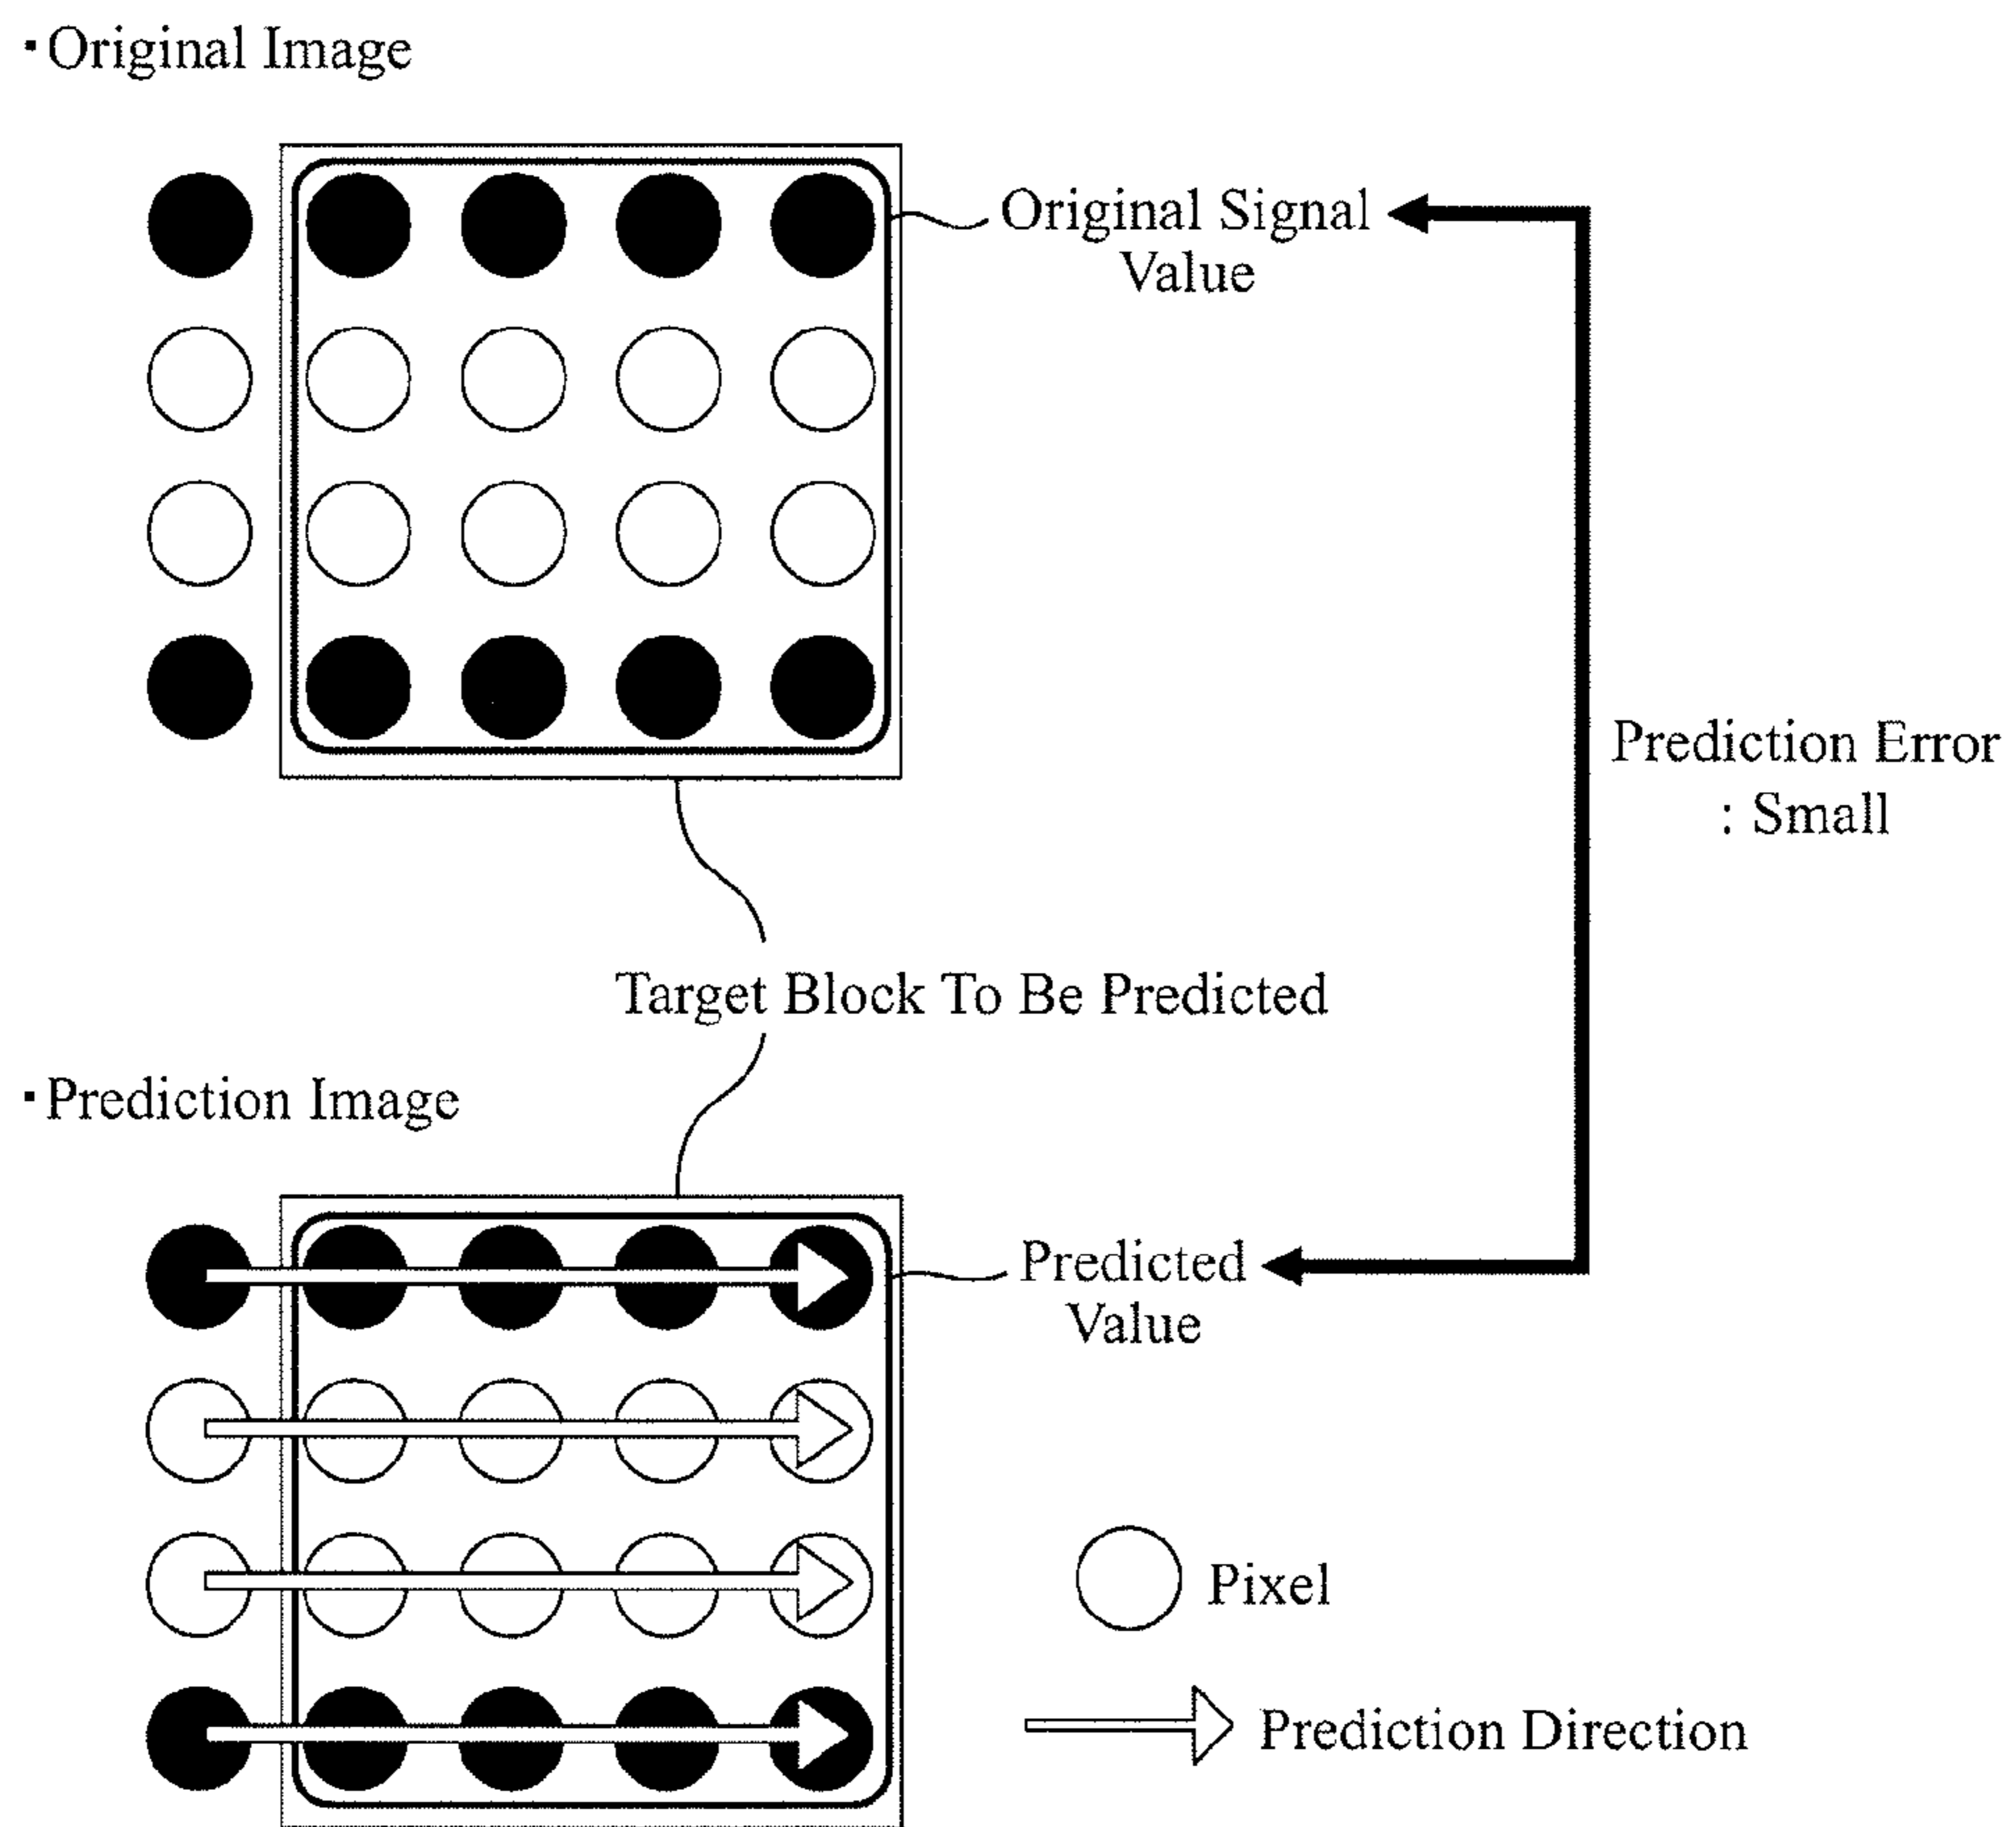 ·Original Image
Original Signal
Value
Prediction Error
: Small
Target Block To Be Predicted
·Prediction Image
Predicted
Value
Pixel
Prediction Direction